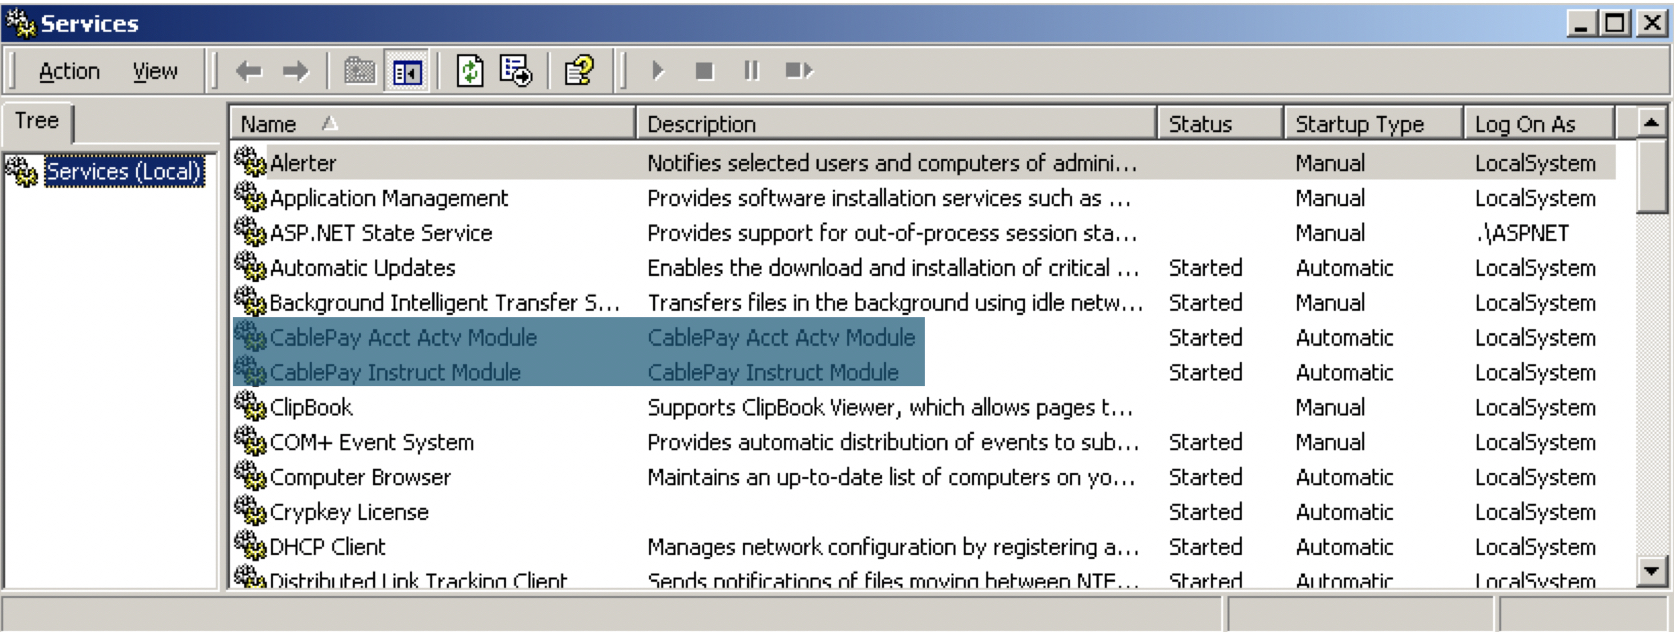 Services
Action View
Tree
Name Description Status Startup Type Log On As
Services (Local)
Alerter Notifies selected users and computers of admini... Manual LocalSystem
Application Management Provides software installation services such as ... Manual LocalSystem
ASP.NET State Service Provides support for out-of-process session sta... Manual .\ASPNET
Automatic Updates Enables the download and installation of critical ... Started Automatic LocalSystem
Background Intelligent Transfer S... Transfers files in the background using idle netw... Started Manual LocalSystem
CablePay Acct Actv Module CablePay Acct Actv Module Started Automatic LocalSystem
CablePay Instruct Module CablePay Instruct Module Started Automatic LocalSystem
ClipBook Supports ClipBook Viewer, which allows pages t... Manual LocalSystem
COM+ Event System Provides automatic distribution of events to sub... Started Manual LocalSystem
Computer Browser Maintains an up-to-date list of computers on yo... Started Automatic LocalSystem
Crypkey License Started Automatic LocalSystem
DHCP Client Manages network configuration by registering a... Started Automatic LocalSystem
Distributed Link Tracking Client Sends notifications of files moving between NTF... Started Automatic LocalSystem